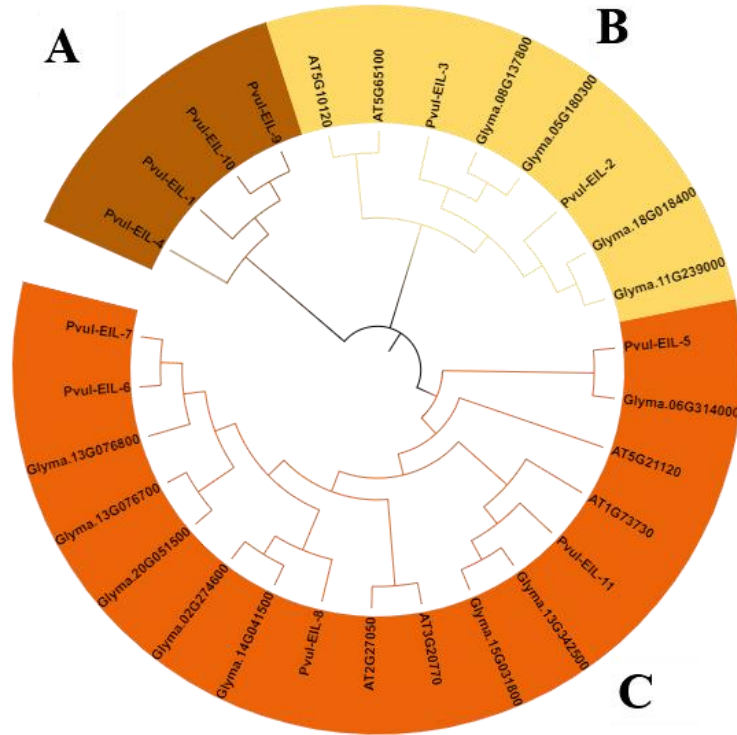 A
B
Pvul-EIL-4
Pvul-EIL-1
Pvul-EIL-10
Pvul-EIL-9
AT5G10120
AT5G65100
Pvul-EIL-3
Glyma.08G137800
Glyma.05G180300
Pvul-EIL-2
Glyma.18G018400
Glyma.11G239000
Pvul-EIL-5
Glyma.06G314000
AT5G21120
AT1G73730
Pvul-EIL-11
Glyma.13G342500
Glyma.15G031800
AT3G20770
AT2G27050
Pvul-EIL-8
Glyma.14G041500
Glyma.02G274600
Glyma.20G051500
Glyma.13G076700
Glyma.13G076800
Pvul-EIL-6
Pvul-EIL-7
C